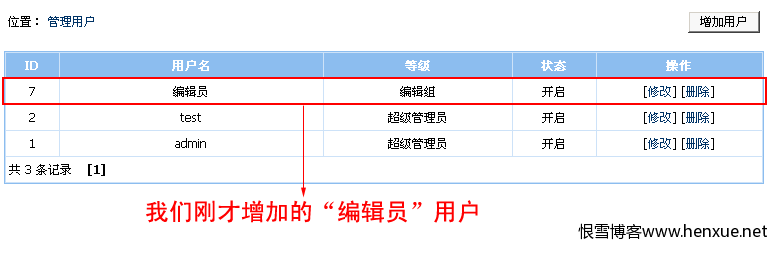 位置： 管理用户 增加用户
ID 用户名 等级 状态 操作
7 编辑员 编辑组 开启 [修改] [删除]
2 test 超级管理员 开启 [修改] [删除]
1 admin 超级管理员 开启 [修改] [删除]
共 3 条记录 [1]
我们刚才增加的“编辑员”用户
恨雪博客www.henxue.net